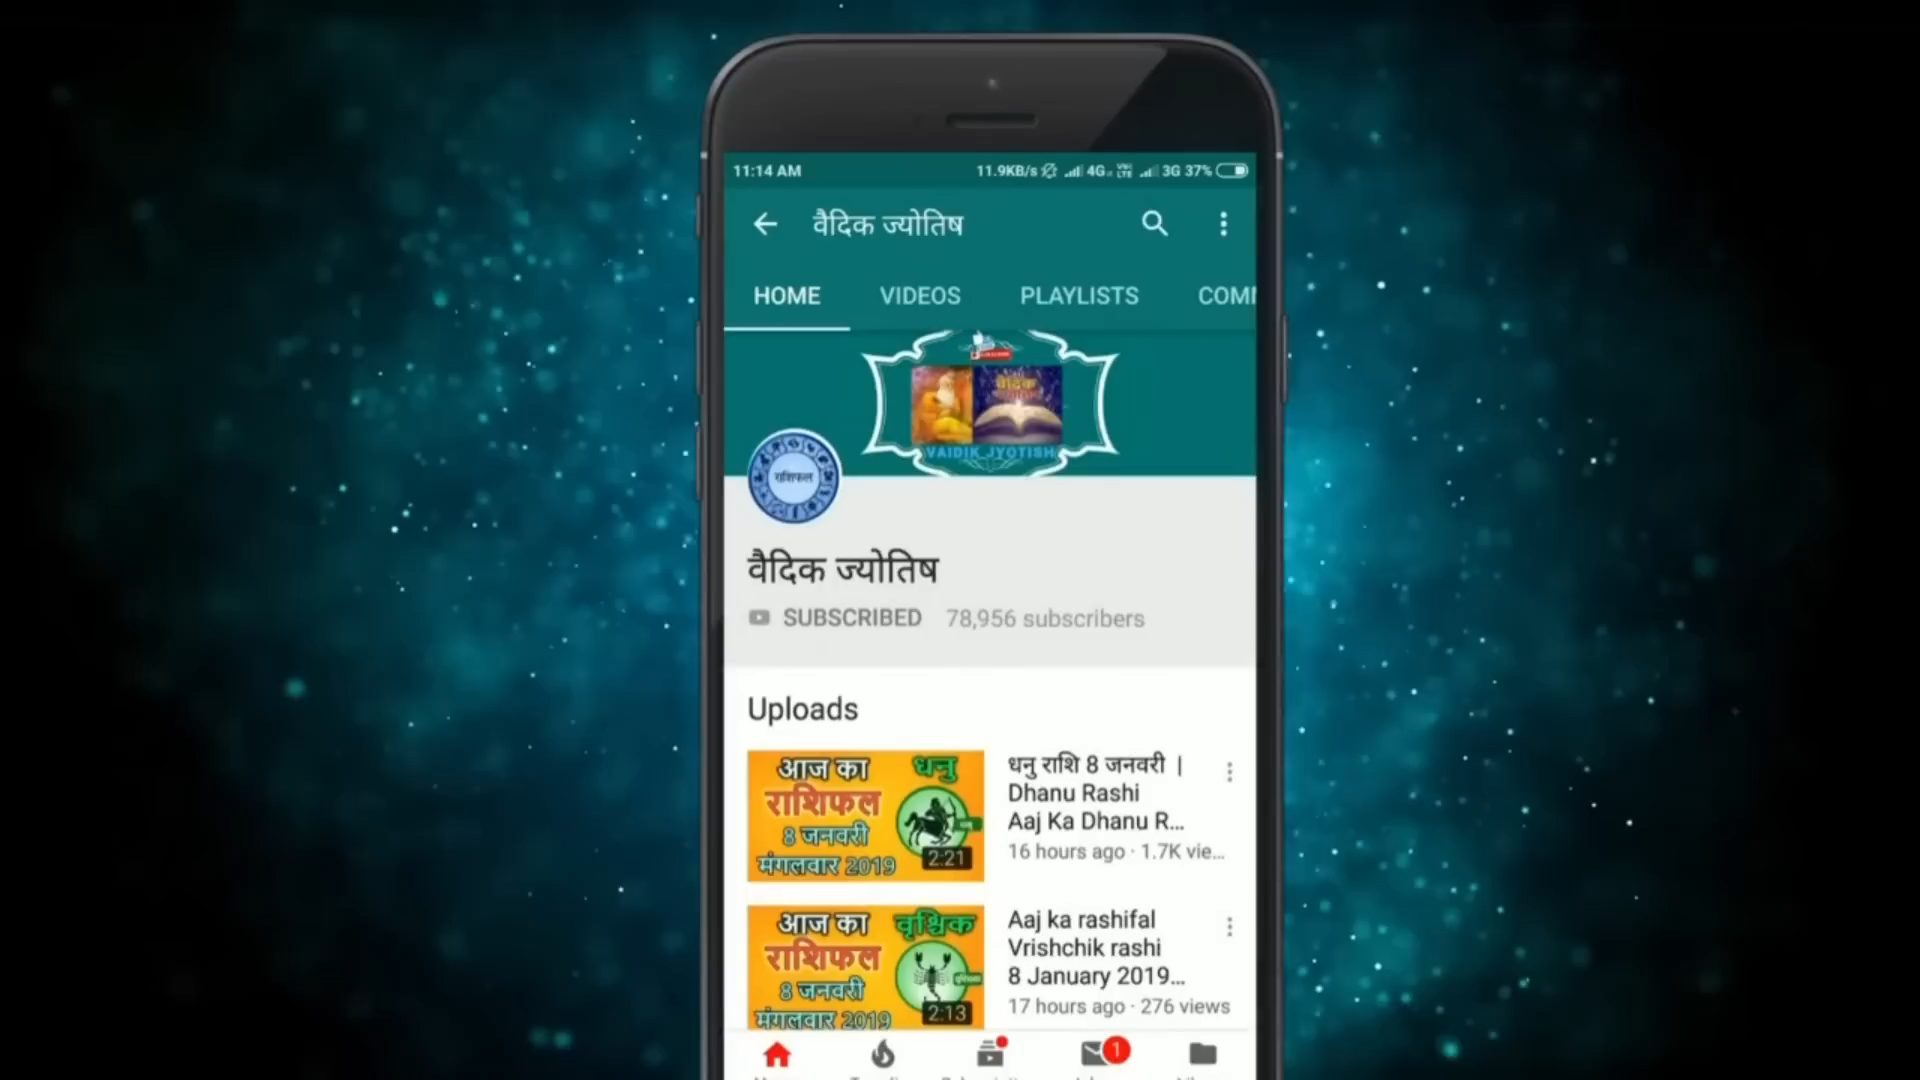 11:14 AM
11.9KB/s 4G VoLTE 3G 37%
वैदिक ज्योतिष
HOME VIDEOS PLAYLISTS COM
वैदिक
VAIDIK JYOTISH
राशिफल
वैदिक ज्योतिष
SUBSCRIBED 78,956 subscribers
Uploads
आज का धनु
राशिफल
8 जनवरी
मंगलवार 2019
2:21
धनु राशि 8 जनवरी |
Dhanu Rashi
Aaj Ka Dhanu R...
16 hours ago · 1.7K vie...
आज का वृश्चिक
राशिफल
8 जनवरी
मंगलवार 2019
2:13
Aaj ka rashifal
Vrishchik rashi
8 January 2019...
17 hours ago · 276 views
1